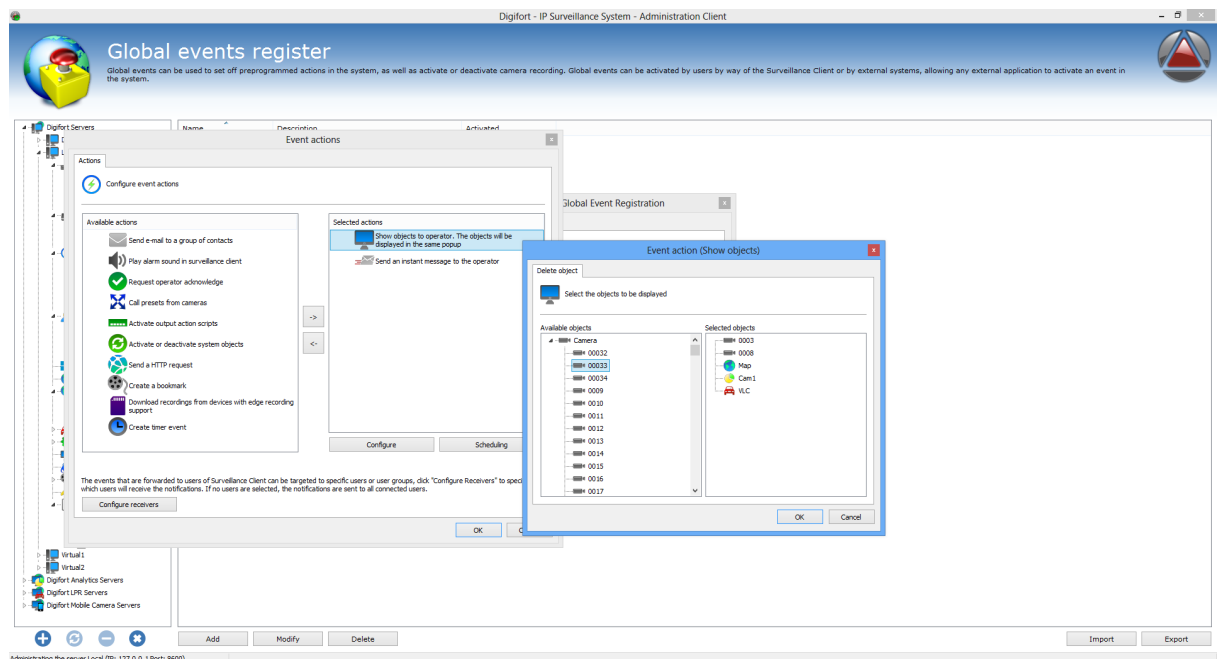 Digifort - IP Surveillance System - Administration Client
Global events register
Global events can be used to set off preprogrammed actions in the system, as well as activate or deactivate camera recording. Global events can be activated by users by way of the Surveillance Client or by external systems, allowing any external application to activate an event in
the system.
Digifort Servers
Name
Description
Activated
Event actions
Actions
Configure event actions
Available actions
Send e-mail to a group of contacts
Play alarm sound in surveillance client
Request operator acknowledge
Call presets from cameras
Activate output action scripts
Activate or deactivate system objects
Send a HTTP request
Create a bookmark
Download recordings from devices with edge recording
support
Create timer event
->
<-
Selected actions
Show objects to operator. The objects will be
displayed in the same popup
Send an instant message to the operator
Configure
Scheduling
The events that are forwarded to users of Surveillance Client can be targeted to specific users or user groups, click "Configure Receivers" to speci
which users will receive the notifications. If no users are selected, the notifications are sent to all connected users.
Configure receivers
OK
Global Event Registration
Event action (Show objects)
Delete object
Select the objects to be displayed
Available objects
Camera
00032
00033
00034
0009
0010
0011
0012
0013
0014
0015
0016
0017
Selected objects
0003
0008
Map
Cam1
VLC
OK
Cancel
Virtual1
Virtual2
Digifort Analytics Servers
Digifort LPR Servers
Digifort Mobile Camera Servers
Add
Modify
Delete
Import
Export
Administrating the server Local (IP: 127.0.0.1 Port: 8600)